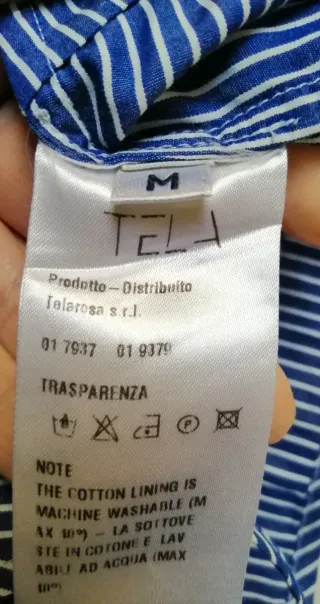 M
TELA
Prodotto – Distribuito
Telarosa s.r.l.
01 7937 01 9379
TRASPARENZA
P
NOTE
THE COTTON LINING IS
MACHINE WASHABLE (M
AX 10°) – LA SOTTOVE
STE IN COTONE E LAV
ABILE AD ACQUA (MAX
10°)